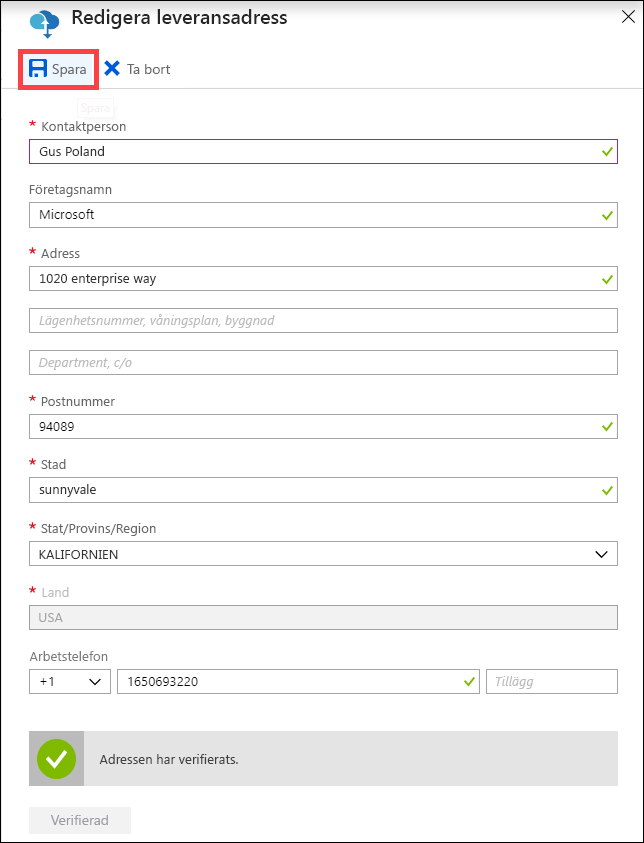 Redigera leveransadress
Spara Ta bort
Spara
* Kontaktperson
Gus Poland
Företagsnamn
Microsoft
* Adress
1020 enterprise way
Lägenhetsnummer, våningsplan, byggnad
Department, c/o
* Postnummer
94089
* Stad
sunnyvale
* Stat/Provins/Region
KALIFORNIEN
* Land
USA
Arbetstelefon
+1 1650693220 Tillägg
Adressen har verifierats.
Verifierad